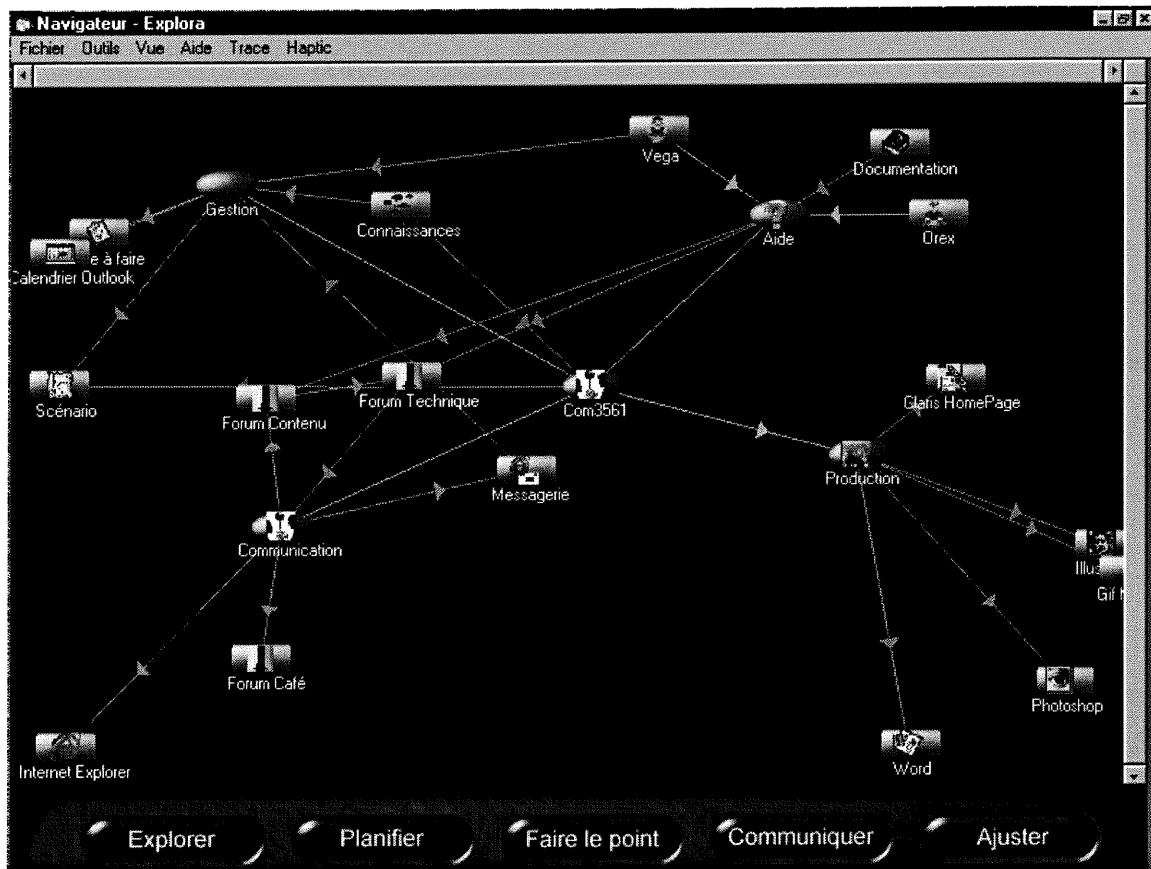 Navigateur - Explora
Fichier Outils Vue Aide Trace Haptic
Vega
Documentation
Gestion
Connaissances
Aide
Orex
e à faire
Calendrier Outlook
Scénario
Forum Contenu
Forum Technique
Com3561
Claris HomePage
Messagerie
Production
Communication
Illus
Gif
Forum Café
Photoshop
Internet Explorer
Word
Explorer Planifier Faire le point Communiquer Ajuster